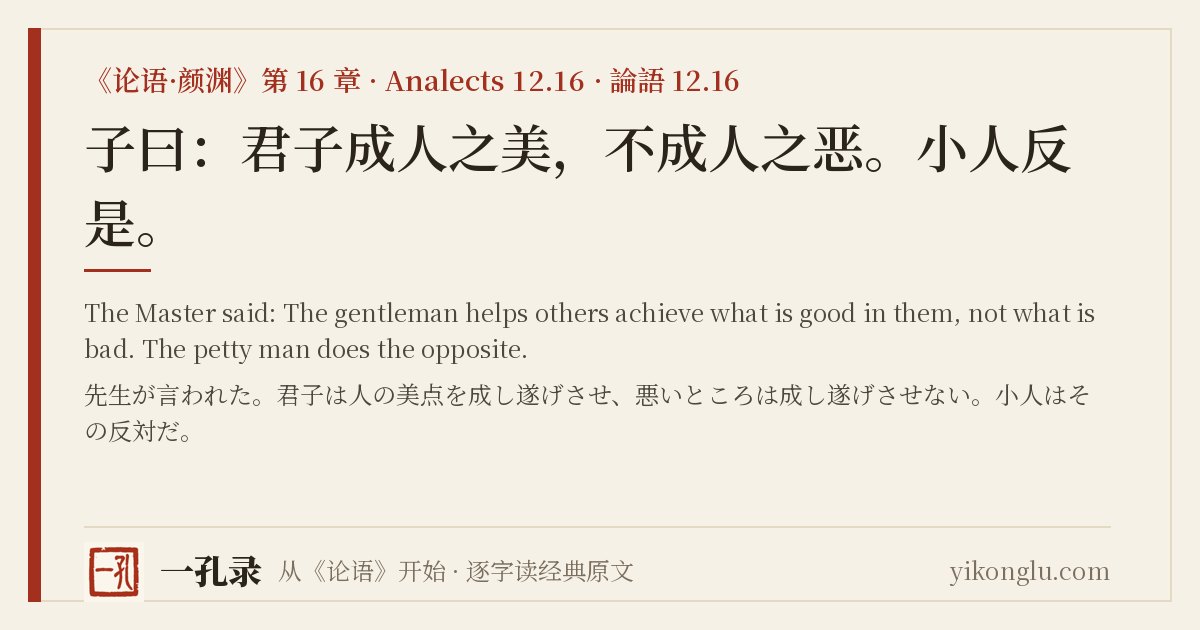 《论语·颜渊》第 16 章 · Analects 12.16 · 論語 12.16
子曰：君子成人之美，不成人之恶。小人反
是。
The Master said: The gentleman helps others achieve what is good in them, not what is
bad. The petty man does the opposite.
先生が言われた。君子は人の美点を成し遂げさせ、悪いところは成し遂げさせない。小人はそ
の反対だ。
一孔
一孔录 从《论语》开始 · 逐字读经典原文 yikonglu.com